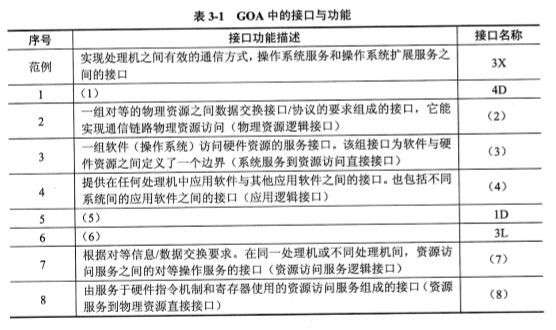 表 3-1 GOA 中的接口与功能
序号 接口功能描述 接口名称
范例 实现处理机之间有效的通信方式，操作系统服务和操作系统扩展服务之间的接口 3X
1 （1） 4D
2 一组对等的物理资源之间数据交换接口/协议的要求组成的接口，它能实现通信链路物理资源访问（物理资源逻辑接口） （2）
3 一组软件（操作系统）访问硬件资源的服务接口。该组接口为软件与硬件资源之间定义了一个边界（系统服务到资源访问直接接口） （3）
4 提供在任何处理机中应用软件与其他应用软件之间的接口。也包括不同系统间的应用软件之间的接口（应用逻辑接口） （4）
5 （5） 1D
6 （6） 3L
7 根据对等信息/数据交换要求。在同一处理机或不同处理机间，资源访问服务之间的对等操作服务的接口（资源访问服务逻辑接口） （7）
8 由服务于硬件指令机制和寄存器使用的资源访问服务组成的接口（资源服务到物理资源直接接口） （8）